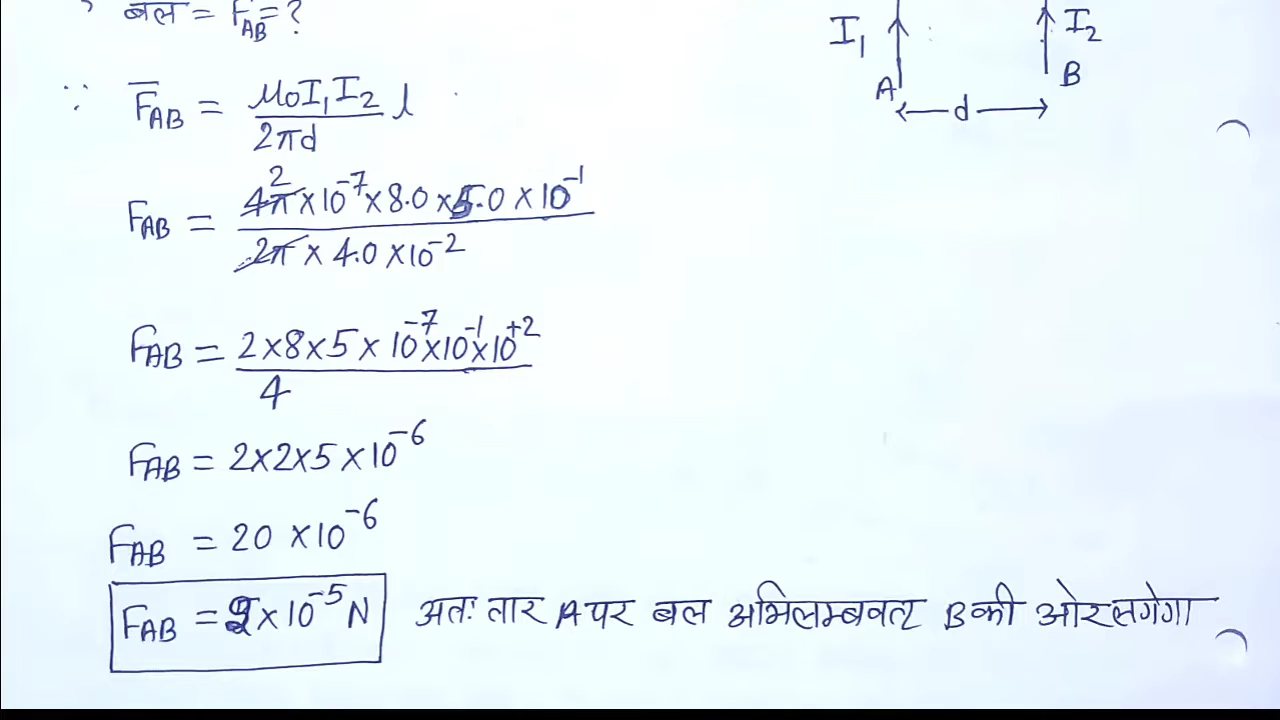 बल = F_AB = ?
I₁ I₂
A B
d
∵ F̅_AB = μ₀I₁I₂ l / 2πd
F_AB = 4π² × 10⁻⁷ × 8.0 × 5.0 × 10⁻¹ / 2π × 4.0 × 10⁻²
F_AB = 2×8×5 × 10⁻⁷ × 10⁻¹ × 10⁺² / 4
F_AB = 2×2×5 × 10⁻⁶
F_AB = 20 × 10⁻⁶
F_AB = 2 × 10⁻⁵ N अतः तार A पर बल अभिलम्बवत् B की ओर लगेगा